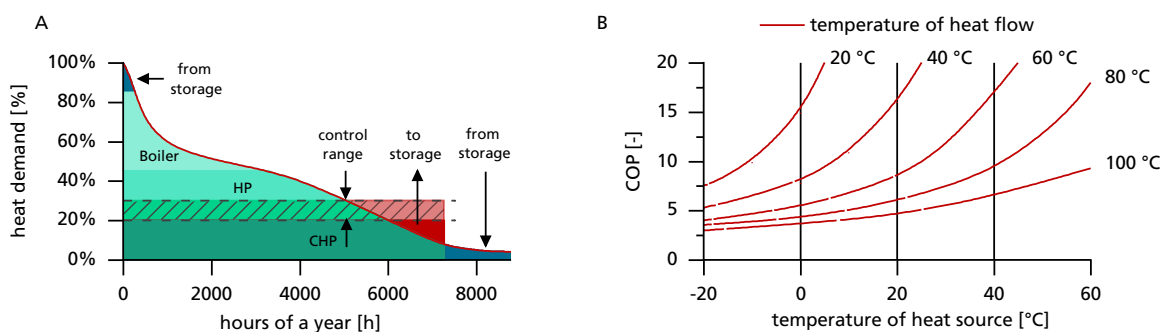 A
from
storage
control
range
to
storage
from
storage
Boiler
HP
CHP
100%
80%
60%
40%
20%
0%
heat demand [%]
0
2000
4000
6000
8000
hours of a year [h]
B
temperature of heat flow
20 °C
40 °C
60 °C
80 °C
100 °C
20
15
10
5
0
COP [-]
-20
0
20
40
60
temperature of heat source [°C]